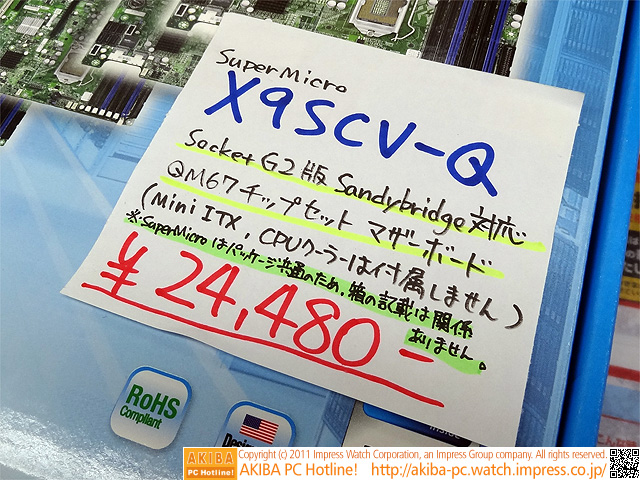 SuperMicro
X9SCV-Q
Socket G2版 Sandybridge対応
QM67チップセット マザーボード
(Mini ITX, CPUクーラーは付属しません)
※SuperMicroはパッケージ共通のため、箱の記載は関係
ありません。
¥24,480-
RoHS
Compliant
Copyright (c) 2011 Impress Watch Corporation, an Impress Group company. All rights reserved.
AKIBA
PC Hotline!
AKIBA PC Hotline! http://akiba-pc.watch.impress.co.jp/